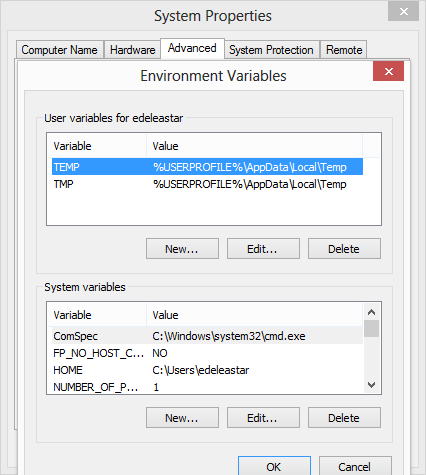 System Properties
Computer Name Hardware Advanced System Protection Remote
Environment Variables
User variables for edeleastar
Variable Value
TEMP %USERPROFILE%\AppData\Local\Temp
TMP %USERPROFILE%\AppData\Local\Temp
New... Edit... Delete
System variables
Variable Value
ComSpec C:\Windows\system32\cmd.exe
FP_NO_HOST_C... NO
HOME C:\Users\edeleastar
NUMBER_OF_P... 1
New... Edit... Delete
OK Cancel